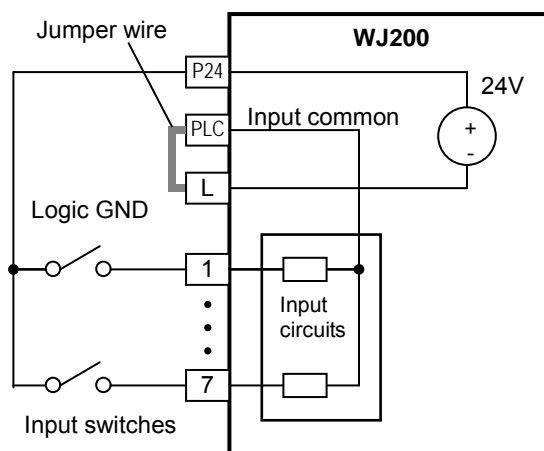 Jumper wire
WJ200
P24
24V
PLC
Input common
+
-
L
Logic GND
1
Input
circuits
7
Input switches